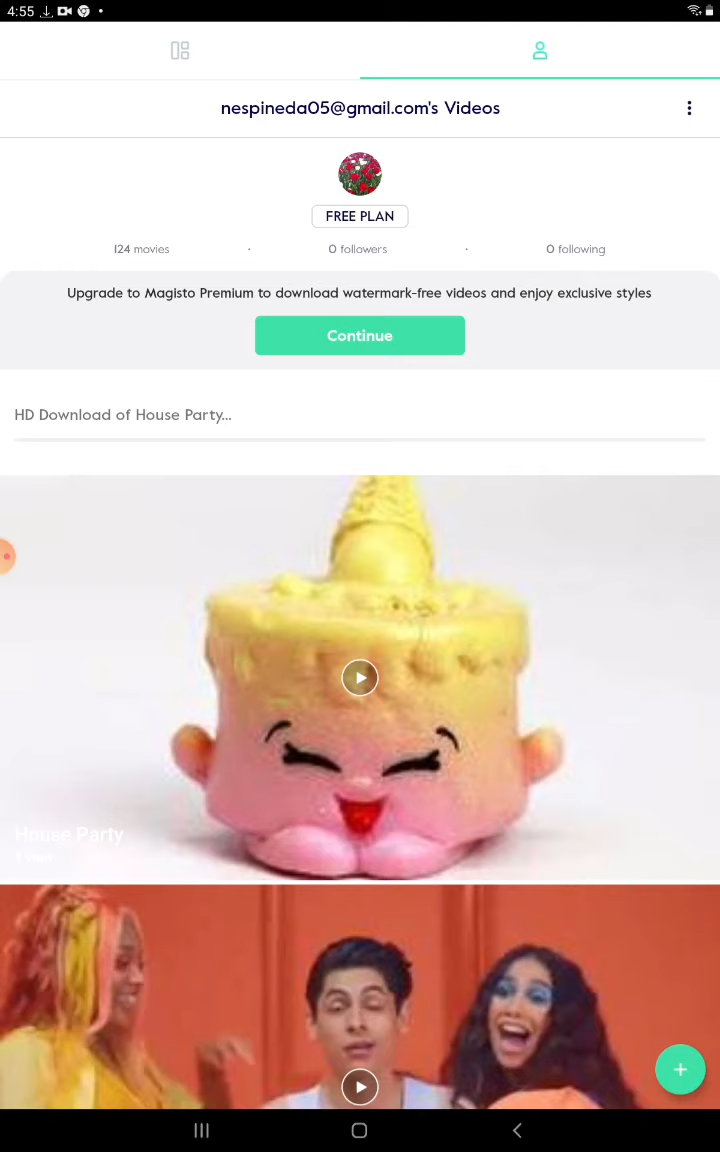 4:55
nespineda05@gmail.com's Videos
FREE PLAN
124 movies · 0 followers · 0 following
Upgrade to Magisto Premium to download watermark-free videos and enjoy exclusive styles
Continue
HD Download of House Party...
House Party